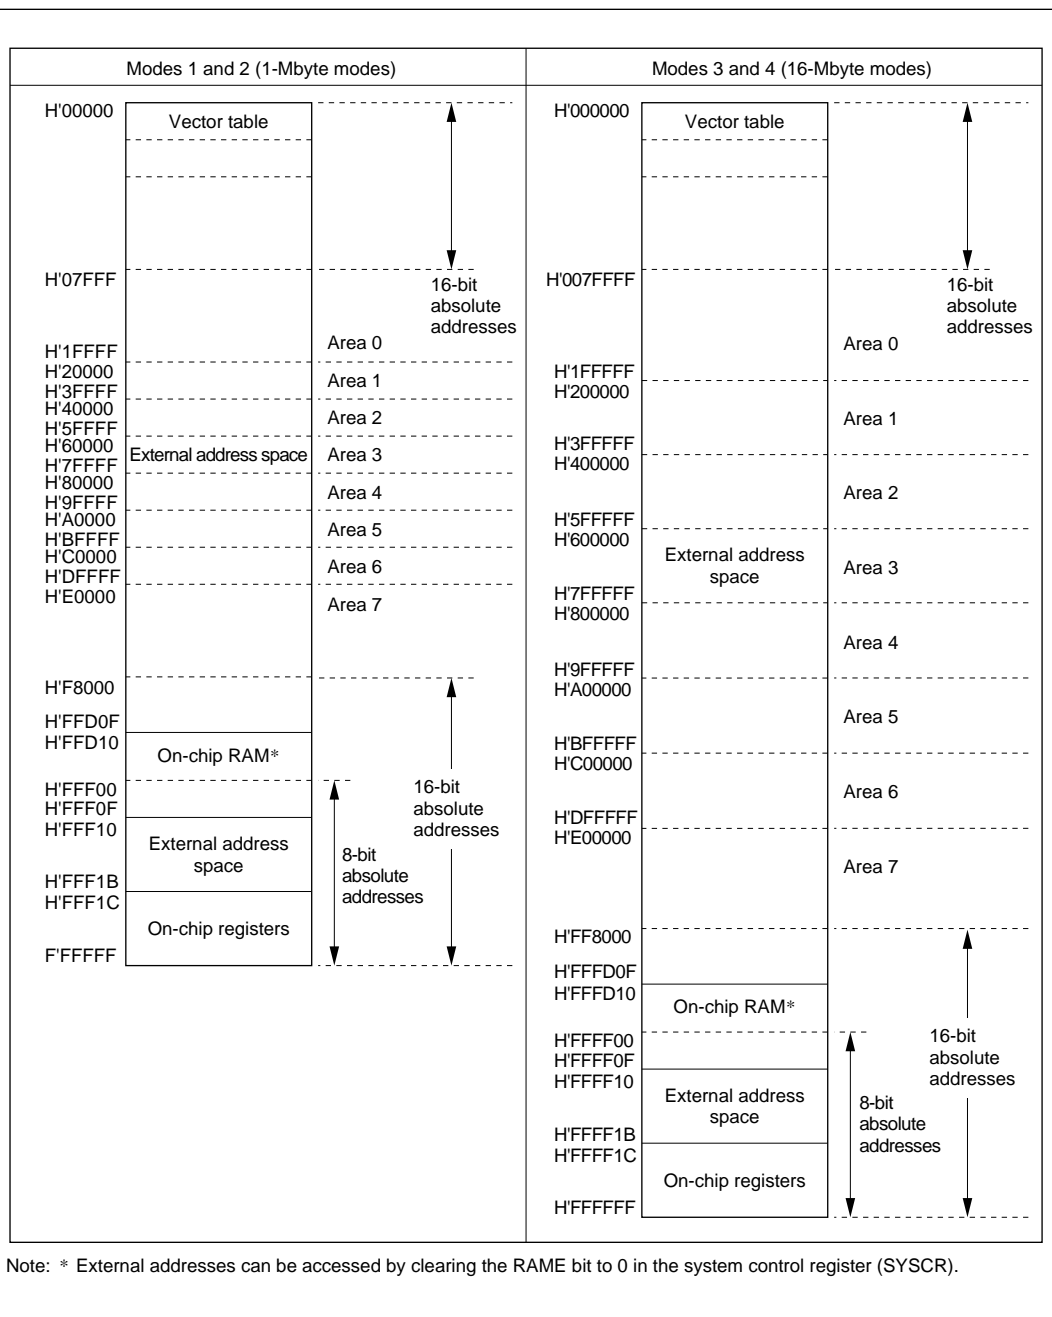 Modes 1 and 2 (1-Mbyte modes)
H'00000
Vector table
H'07FFF
16-bit
absolute
addresses
Area 0
H'1FFFF
H'20000
Area 1
H'3FFFF
H'40000
Area 2
H'5FFFF
H'60000
External address space
Area 3
H'7FFFF
H'80000
Area 4
H'9FFFF
H'A0000
Area 5
H'BFFFF
H'C0000
Area 6
H'DFFFF
H'E0000
Area 7
H'F8000
H'FFD0F
H'FFD10
On-chip RAM*
H'FFF00
H'FFF0F
H'FFF10
16-bit
absolute
addresses
External address
space
8-bit
absolute
addresses
H'FFF1B
H'FFF1C
On-chip registers
F'FFFFF
Modes 3 and 4 (16-Mbyte modes)
H'000000
Vector table
H'007FFFF
16-bit
absolute
addresses
Area 0
H'1FFFFF
H'200000
Area 1
H'3FFFFF
H'400000
Area 2
H'5FFFFF
H'600000
External address
space
Area 3
H'7FFFFF
H'800000
Area 4
H'9FFFFF
H'A00000
Area 5
H'BFFFFF
H'C00000
Area 6
H'DFFFFF
H'E00000
Area 7
H'FF8000
H'FFFD0F
H'FFFD10
On-chip RAM*
H'FFFF00
H'FFFF0F
H'FFFF10
16-bit
absolute
addresses
External address
space
8-bit
absolute
addresses
H'FFFF1B
H'FFFF1C
On-chip registers
H'FFFFFF
Note: * External addresses can be accessed by clearing the RAME bit to 0 in the system control register (SYSCR).